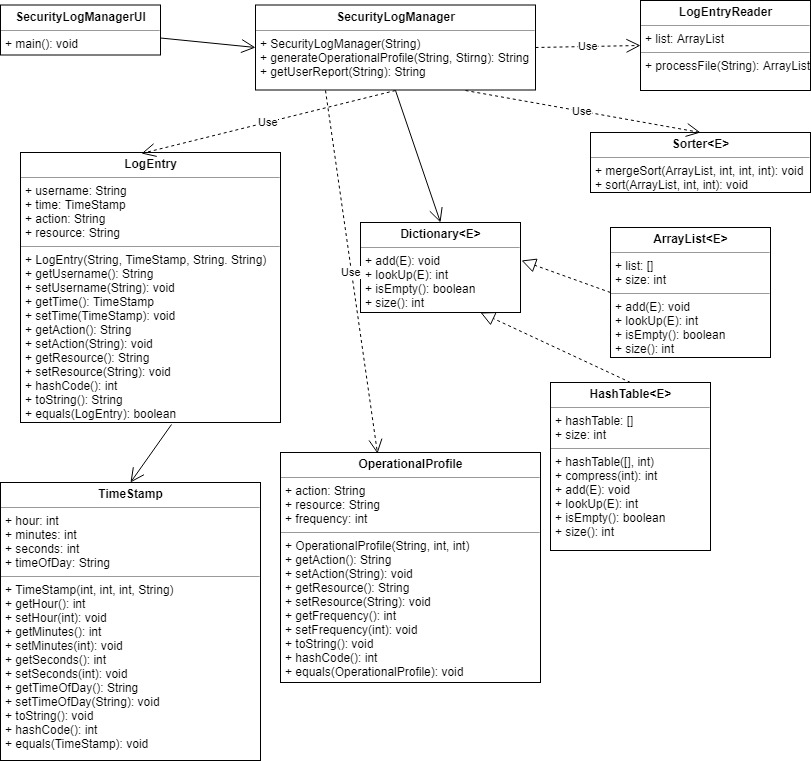 SecurityLogManagerUI
+ main(): void
SecurityLogManager
+ SecurityLogManager(String)
+ generateOperationalProfile(String, Stirng): String
+ getUserReport(String): String
LogEntryReader
+ list: ArrayList
+ processFile(String): ArrayList
Use
Use
Use
Use
Sorter<E>
+ mergeSort(ArrayList, int, int, int): void
+ sort(ArrayList, int, int): void
LogEntry
+ username: String
+ time: TimeStamp
+ action: String
+ resource: String
+ LogEntry(String, TimeStamp, String. String)
+ getUsername(): String
+ setUsername(String): void
+ getTime(): TimeStamp
+ setTime(TimeStamp): void
+ getAction(): String
+ setAction(String): void
+ getResource(): String
+ setResource(String): void
+ hashCode(): int
+ toString(): String
+ equals(LogEntry): boolean
Dictionary<E>
+ add(E): void
+ lookUp(E): int
+ isEmpty(): boolean
+ size(): int
ArrayList<E>
+ list: []
+ size: int
+ add(E): void
+ lookUp(E): int
+ isEmpty(): boolean
+ size(): int
HashTable<E>
+ hashTable: []
+ size: int
+ hashTable([], int)
+ compress(int): int
+ add(E): void
+ lookUp(E): int
+ isEmpty(): boolean
+ size(): int
TimeStamp
+ hour: int
+ minutes: int
+ seconds: int
+ timeOfDay: String
+ TimeStamp(int, int, int, String)
+ getHour(): int
+ setHour(int): void
+ getMinutes(): int
+ setMinutes(int): void
+ getSeconds(): int
+ setSeconds(int): void
+ getTimeOfDay(): String
+ setTimeOfDay(String): void
+ toString(): void
+ hashCode(): int
+ equals(TimeStamp): void
OperationalProfile
+ action: String
+ resource: String
+ frequency: int
+ OperationalProfile(String, int, int)
+ getAction(): String
+ setAction(String): void
+ getResource(): String
+ setResource(String): void
+ getFrequency(): int
+ setFrequency(int): void
+ toString(): void
+ hashCode(): int
+ equals(OperationalProfile): void